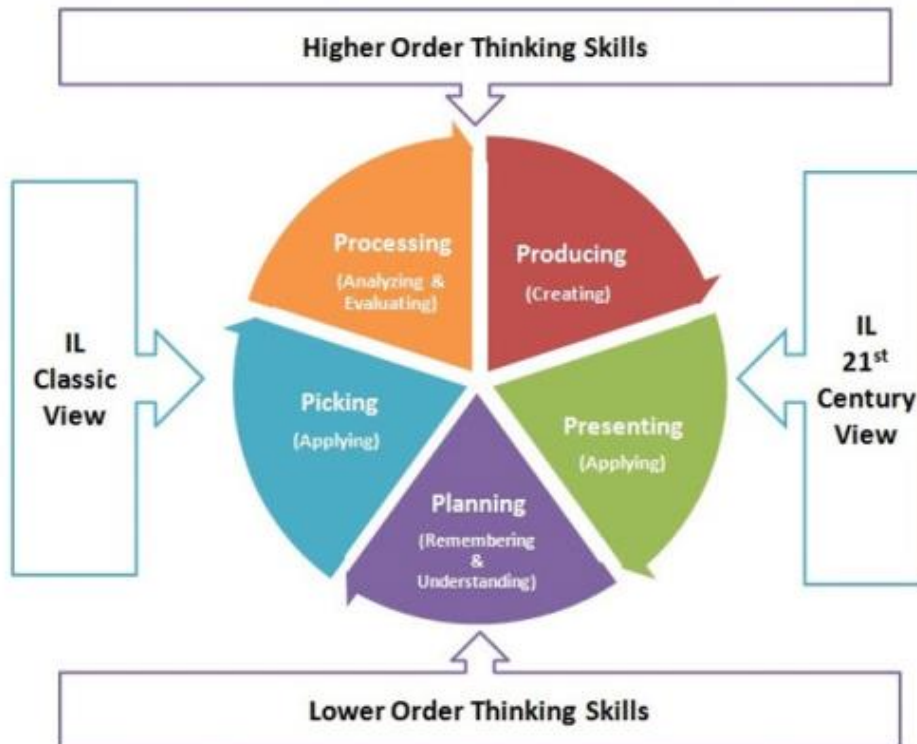 Higher Order Thinking Skills
Processing
(Analyzing &
Evaluating)
Producing
(Creating)
IL
Classic
View
IL
21st
Century
View
Picking
(Applying)
Presenting
(Applying)
Planning
(Remembering
&
Understanding)
Lower Order Thinking Skills